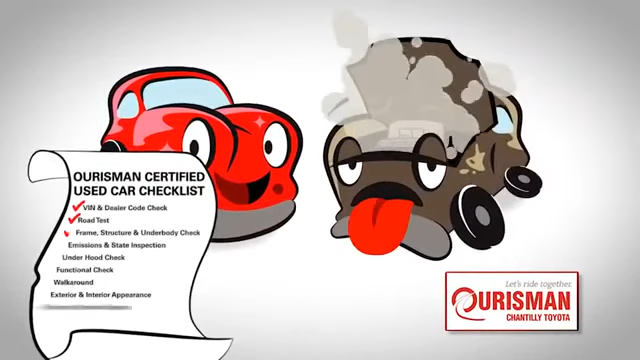 OURISMAN CERTIFIED
USED CAR CHECKLIST
VIN & Dealer Code Check
Road Test
Frame, Structure & Underbody Check
Emissions & State Inspection
Under Hood Check
Functional Check
Walkaround
Exterior & Interior Appearance
Let's ride together.
OURISMAN
CHANTILLY TOYOTA